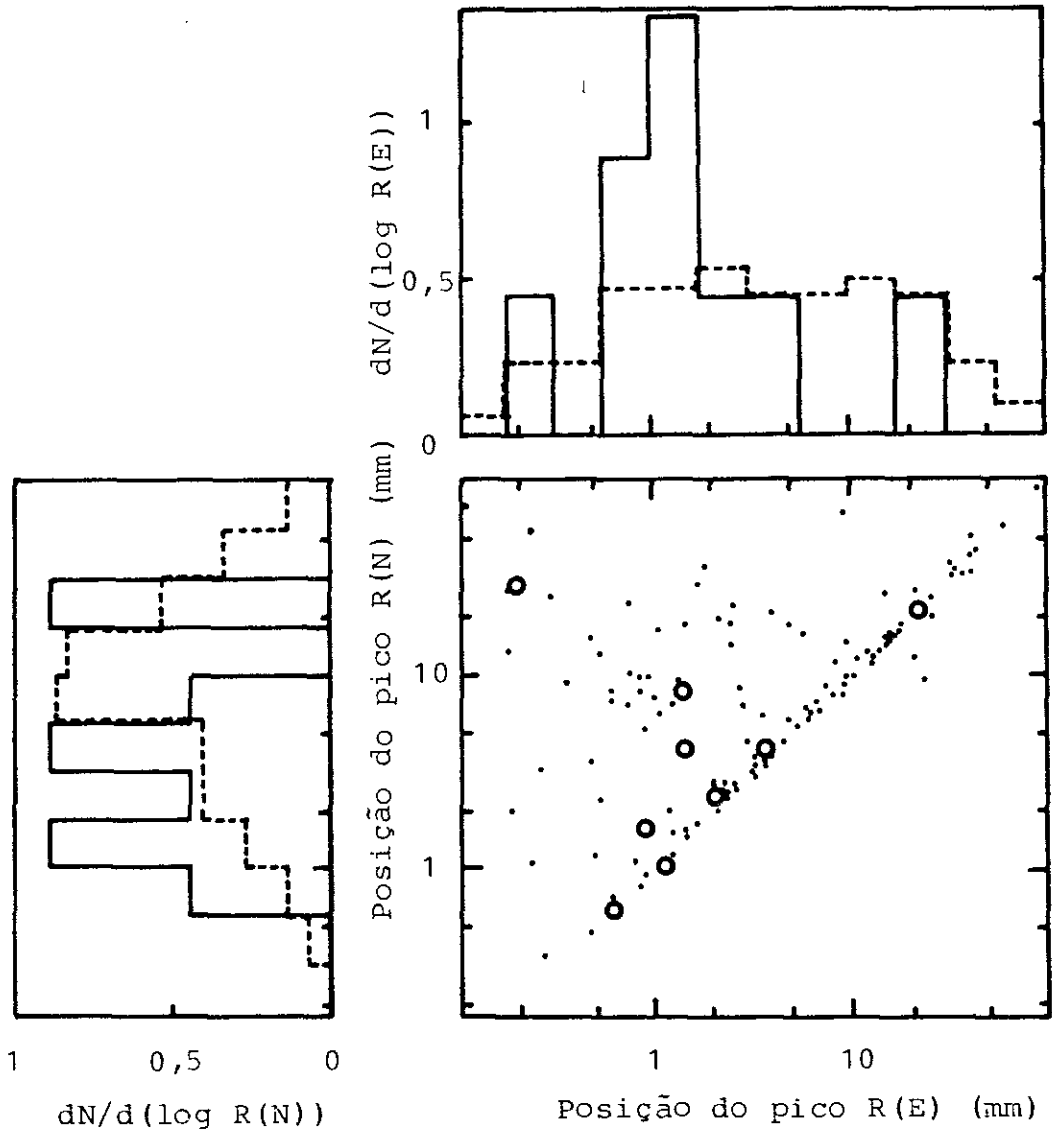 dN/d(log R(E))
1
0,5
0
Posição do pico R(N) (mm)
10
1
1 0,5 0
dN/d(log R(N))
1 10
Posição do pico R(E) (mm)